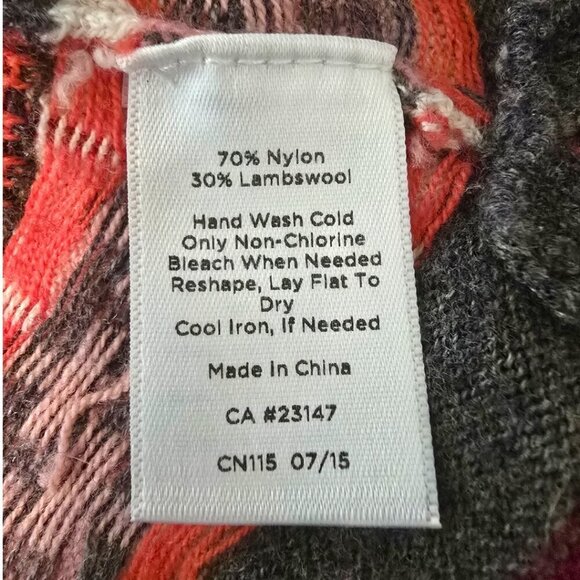 70% Nylon
30% Lambswool
Hand Wash Cold
Only Non-Chlorine
Bleach When Needed
Reshape, Lay Flat To
Dry
Cool Iron, If Needed
Made In China
CA #23147
CN115 07/15